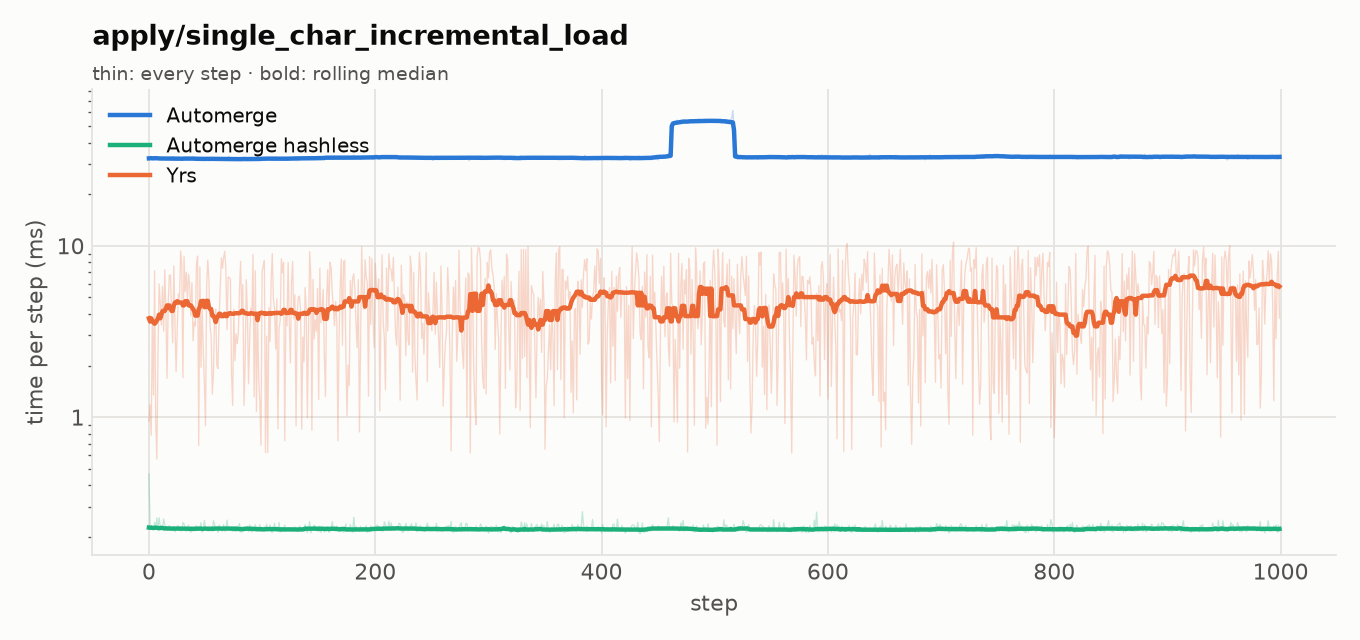 apply/single_char_incremental_load
thin: every step · bold: rolling median
Automerge
Automerge hashless
Yrs
time per step (ms)
10
1
0
200
400
600
800
1000
step